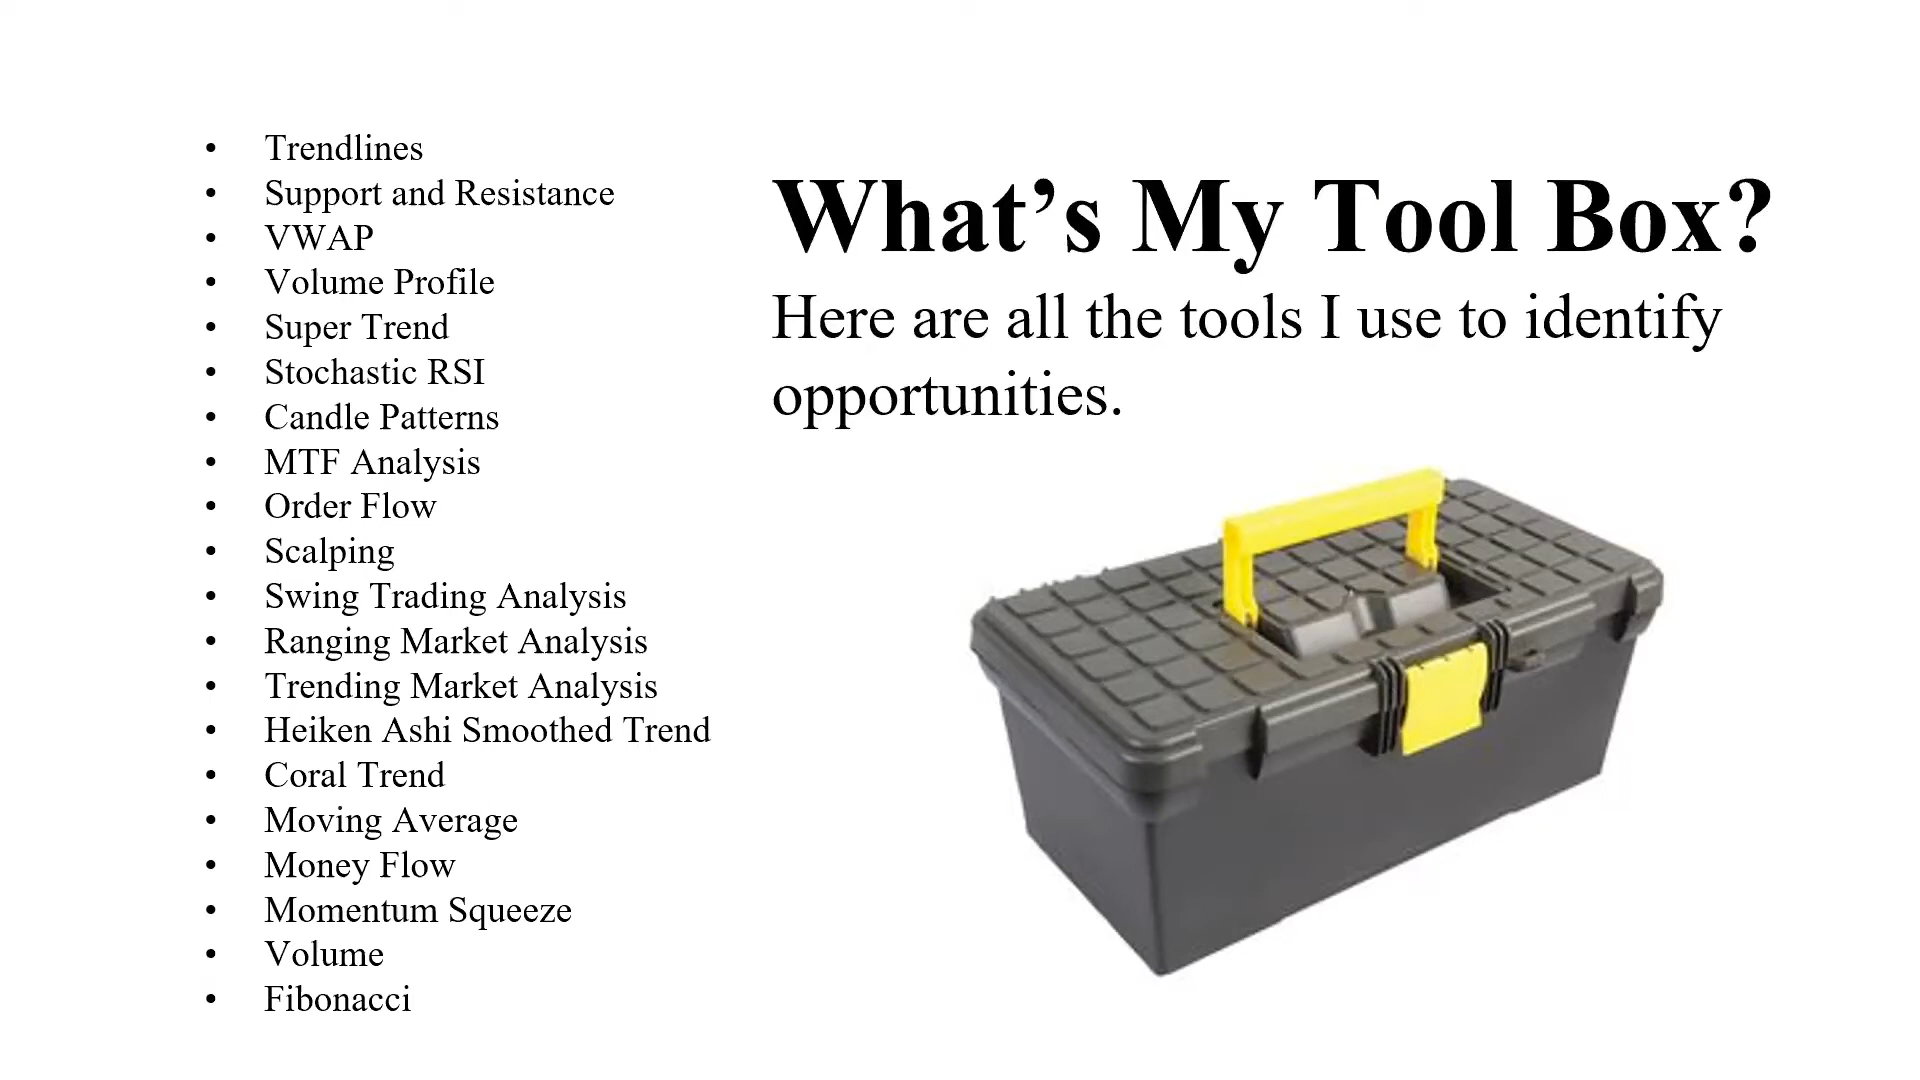 • Trendlines
• Support and Resistance
• VWAP
• Volume Profile
• Super Trend
• Stochastic RSI
• Candle Patterns
• MTF Analysis
• Order Flow
• Scalping
• Swing Trading Analysis
• Ranging Market Analysis
• Trending Market Analysis
• Heiken Ashi Smoothed Trend
• Coral Trend
• Moving Average
• Money Flow
• Momentum Squeeze
• Volume
• Fibonacci
What’s My Tool Box?
Here are all the tools I use to identify
opportunities.